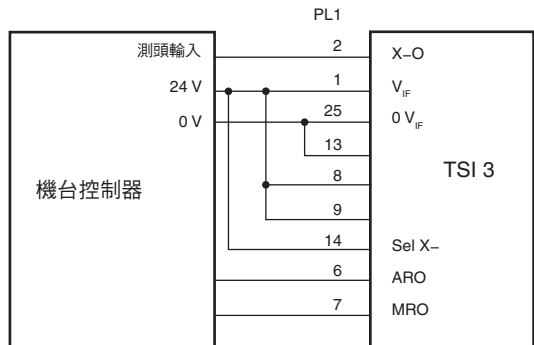 PL1
測頭輸入 2 X–O
24 V 1 V_IF
0 V 25 0 V_IF
13
機台控制器 8 TSI 3
9
14 Sel X–
6 ARO
7 MRO